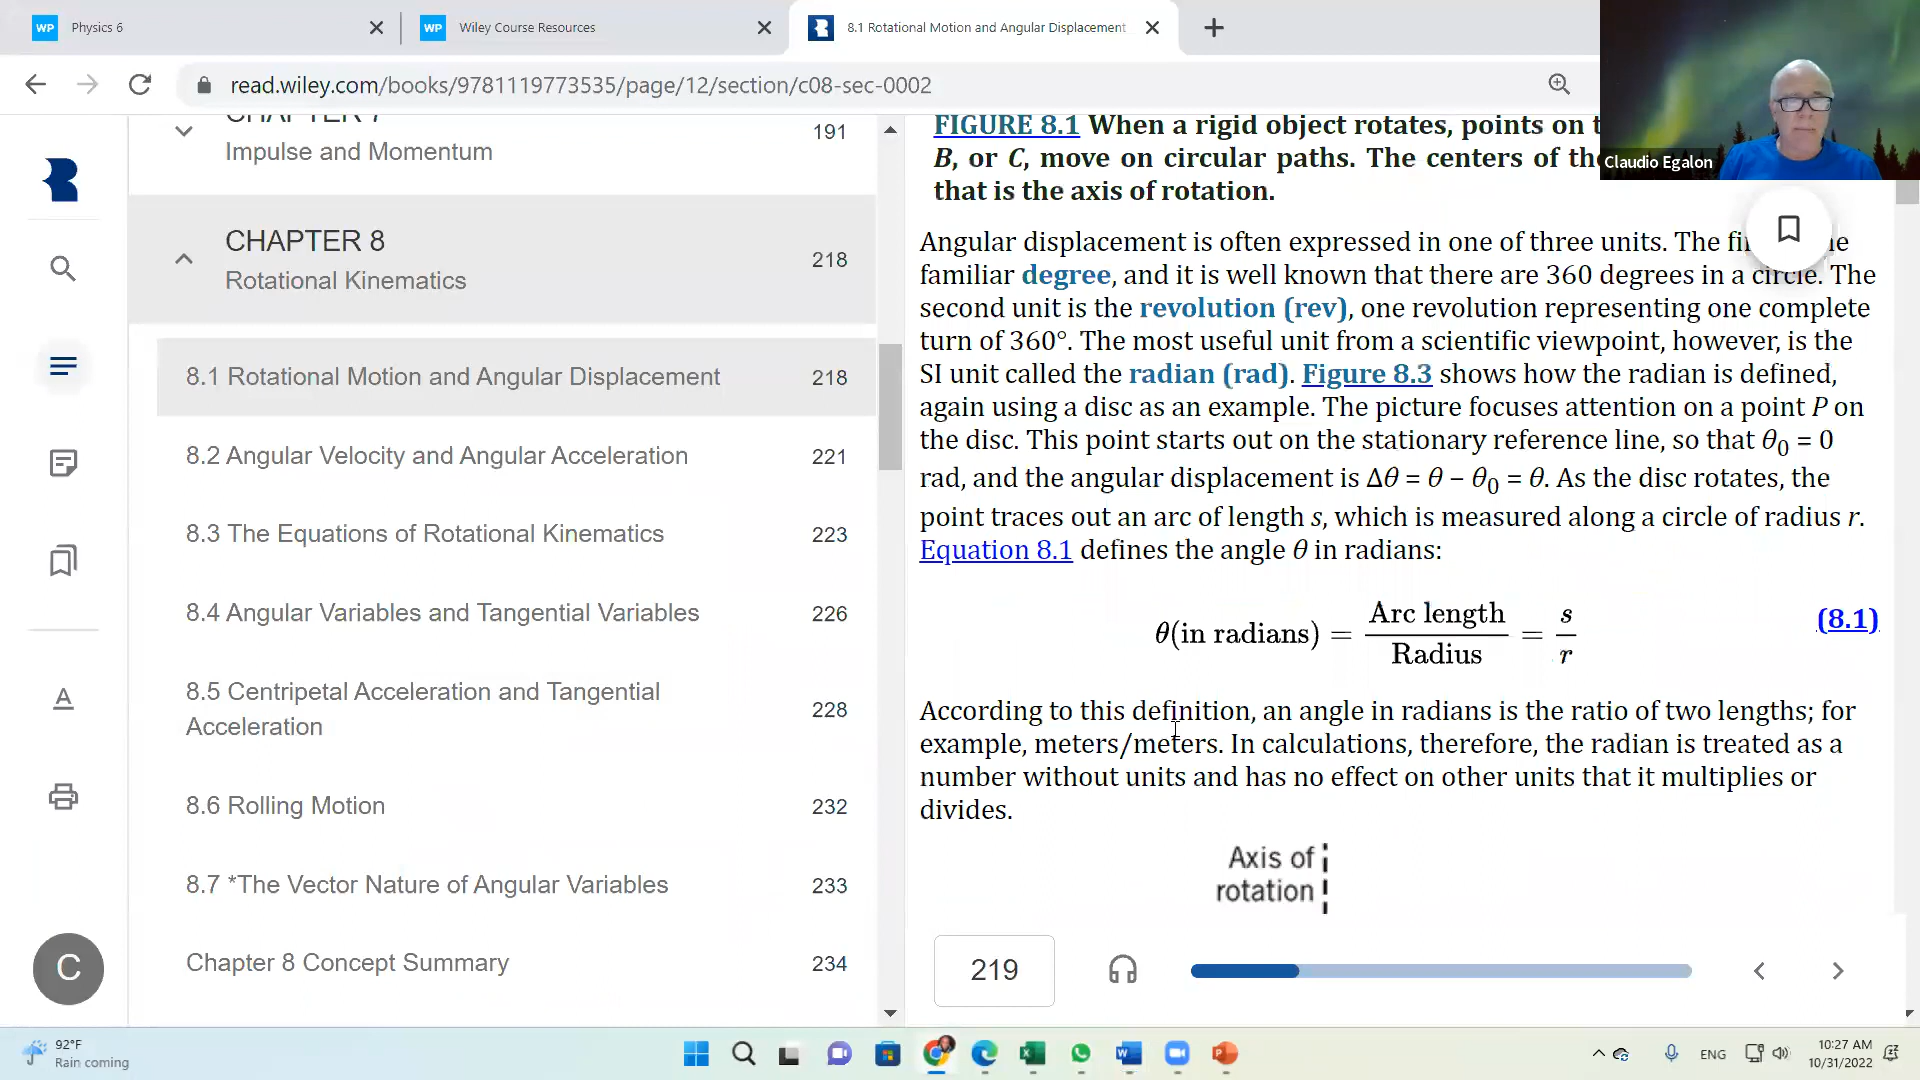 WP Physics 6
WP Wiley Course Resources
8.1 Rotational Motion and Angular Displacement
read.wiley.com/books/9781119773535/page/12/section/c08-sec-0002
Claudio Egalon
CHAPTER 7
Impulse and Momentum 191
CHAPTER 8
Rotational Kinematics 218
8.1 Rotational Motion and Angular Displacement 218
8.2 Angular Velocity and Angular Acceleration 221
8.3 The Equations of Rotational Kinematics 223
8.4 Angular Variables and Tangential Variables 226
8.5 Centripetal Acceleration and Tangential
Acceleration 228
8.6 Rolling Motion 232
8.7 *The Vector Nature of Angular Variables 233
Chapter 8 Concept Summary 234
A
C
FIGURE 8.1 When a rigid object rotates, points on
B, or C, move on circular paths. The centers of
that is the axis of rotation.
Angular displacement is often expressed in one of three units. The
familiar degree, and it is well known that there are 360 degrees in a circle. The
second unit is the revolution (rev), one revolution representing one complete
turn of 360°. The most useful unit from a scientific viewpoint, however, is the
SI unit called the radian (rad). Figure 8.3 shows how the radian is defined,
again using a disc as an example. The picture focuses attention on a point P on
the disc. This point starts out on the stationary reference line, so that θ₀ = 0
rad, and the angular displacement is Δθ = θ − θ₀ = θ. As the disc rotates, the
point traces out an arc of length s, which is measured along a circle of radius r.
Equation 8.1 defines the angle θ in radians:
θ(in radians) = Arc length / Radius = s / r (8.1)
According to this definition, an angle in radians is the ratio of two lengths; for
example, meters/meters. In calculations, therefore, the radian is treated as a
number without units and has no effect on other units that it multiplies or
divides.
Axis of
rotation
219
92°F
Rain coming
ENG
10:27 AM
10/31/2022